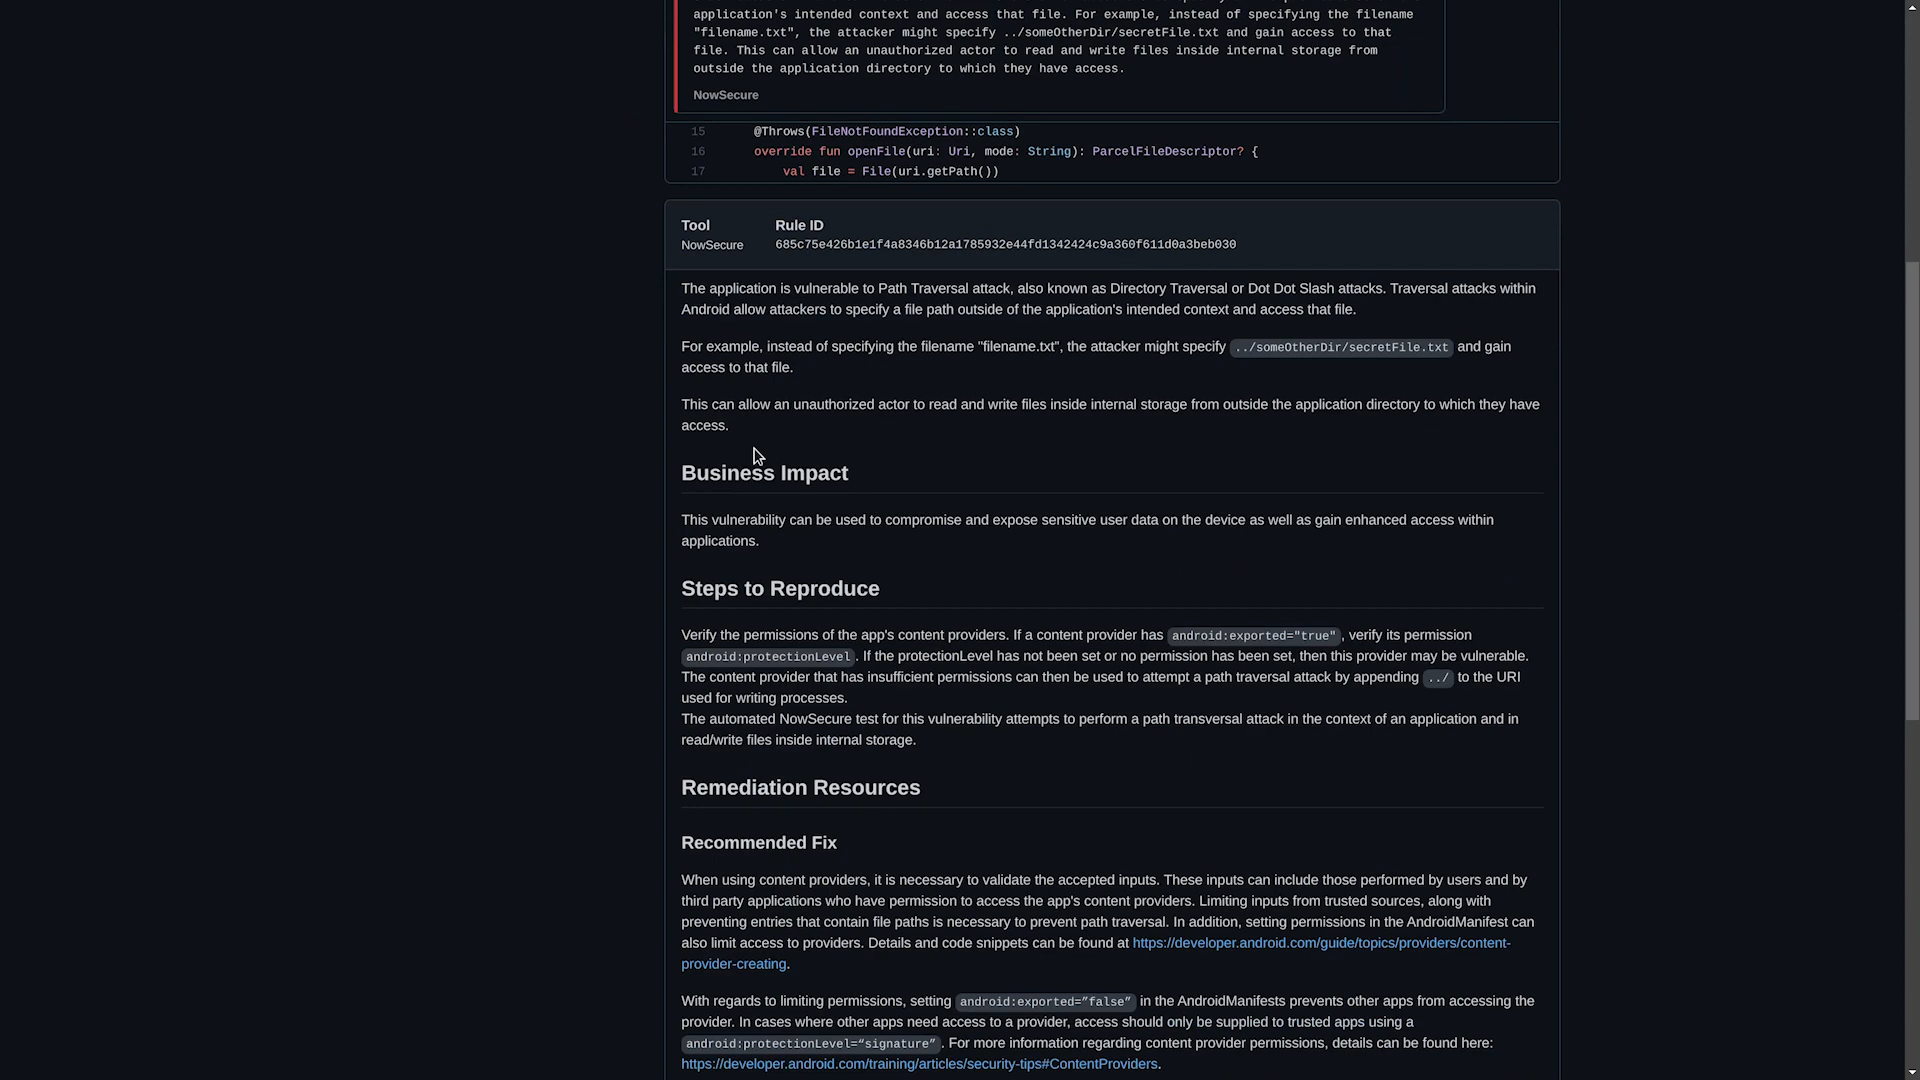 application's intended context and access that file. For example, instead of specifying the filename
"filename.txt", the attacker might specify ../someOtherDir/secretFile.txt and gain access to that
file. This can allow an unauthorized actor to read and write files inside internal storage from
outside the application directory to which they have access.
NowSecure
15 @Throws(FileNotFoundException::class)
16 override fun openFile(uri: Uri, mode: String): ParcelFileDescriptor? {
17 val file = File(uri.getPath())
Tool Rule ID
NowSecure 685c75e426b1e1f4a8346b12a1785932e44fd1342424c9a360f611d0a3beb030
The application is vulnerable to Path Traversal attack, also known as Directory Traversal or Dot Dot Slash attacks. Traversal attacks within
Android allow attackers to specify a file path outside of the application's intended context and access that file.
For example, instead of specifying the filename "filename.txt", the attacker might specify ../someOtherDir/secretFile.txt and gain
access to that file.
This can allow an unauthorized actor to read and write files inside internal storage from outside the application directory to which they have
access.
Business Impact
This vulnerability can be used to compromise and expose sensitive user data on the device as well as gain enhanced access within
applications.
Steps to Reproduce
Verify the permissions of the app's content providers. If a content provider has android:exported="true", verify its permission
android:protectionLevel. If the protectionLevel has not been set or no permission has been set, then this provider may be vulnerable.
The content provider that has insufficient permissions can then be used to attempt a path traversal attack by appending ../ to the URI
used for writing processes.
The automated NowSecure test for this vulnerability attempts to perform a path transversal attack in the context of an application and in
read/write files inside internal storage.
Remediation Resources
Recommended Fix
When using content providers, it is necessary to validate the accepted inputs. These inputs can include those performed by users and by
third party applications who have permission to access the app's content providers. Limiting inputs from trusted sources, along with
preventing entries that contain file paths is necessary to prevent path traversal. In addition, setting permissions in the AndroidManifest can
also limit access to providers. Details and code snippets can be found at https://developer.android.com/guide/topics/providers/content-
provider-creating.
With regards to limiting permissions, setting android:exported=”false” in the AndroidManifests prevents other apps from accessing the
provider. In cases where other apps need access to a provider, access should only be supplied to trusted apps using a
android:protectionLevel=“signature”. For more information regarding content provider permissions, details can be found here:
https://developer.android.com/training/articles/security-tips#ContentProviders.